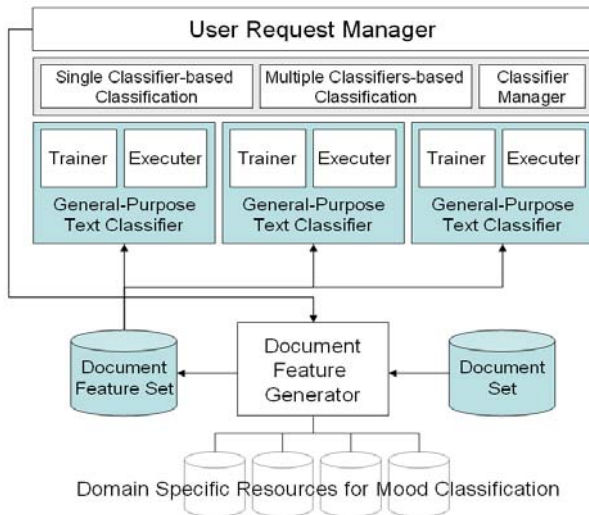 User Request Manager
Single Classifier-based
Classification
Multiple Classifiers-based
Classification
Classifier
Manager
Trainer
Executer
General-Purpose
Text Classifier
Trainer
Executer
General-Purpose
Text Classifier
Trainer
Executer
General-Purpose
Text Classifier
Document
Feature Set
Document
Feature
Generator
Document
Set
Domain Specific Resources for Mood Classification